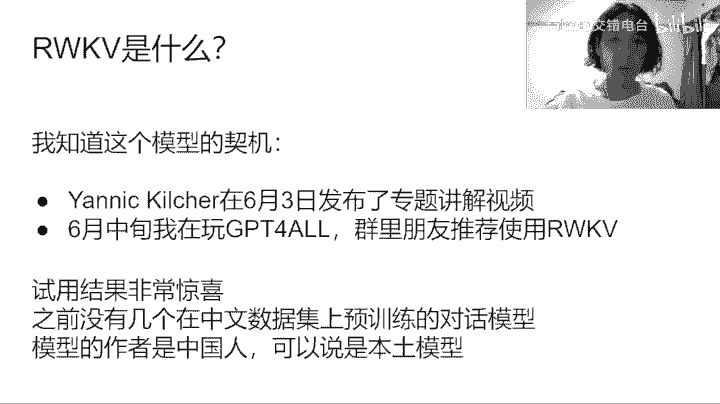 RWKV是什么？
交错电台
bilibili
我知道这个模型的契机：
● Yannic Kilcher在6月3日发布了专题讲解视频
● 6月中旬我在玩GPT4ALL，群里朋友推荐使用RWKV
试用结果非常惊喜
之前没有几个在中文数据集上预训练的对话模型
模型的作者是中国人，可以说是本土模型